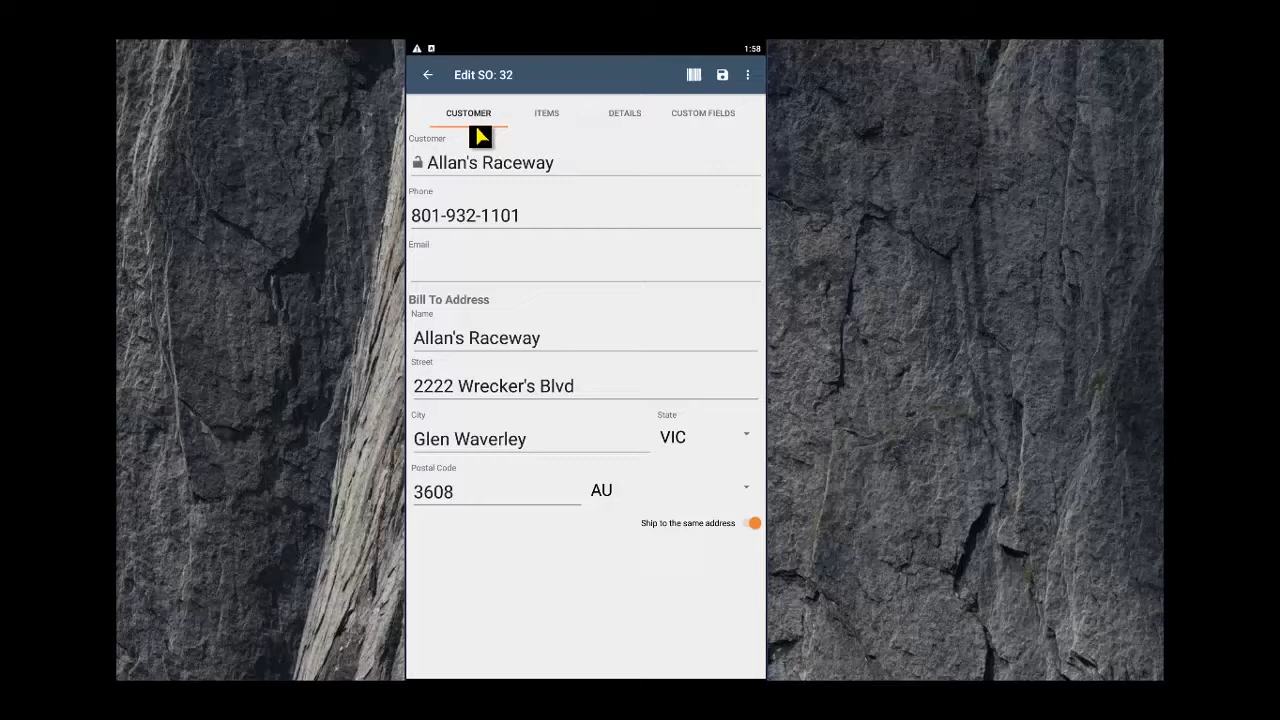 1:58
Edit SO: 32
CUSTOMER ITEMS DETAILS CUSTOM FIELDS
Customer
Allan's Raceway
Phone
801-932-1101
Email
Bill To Address
Name
Allan's Raceway
Street
2222 Wrecker's Blvd
City State
Glen Waverley VIC
Postal Code
3608 AU
Ship to the same address